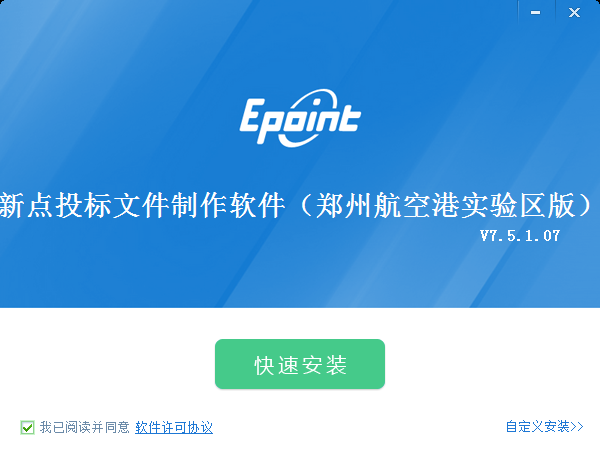 Epoint
新点投标文件制作软件（郑州航空港实验区版）
V7.5.1.07
快速安装
我已阅读并同意 软件许可协议
自定义安装>>